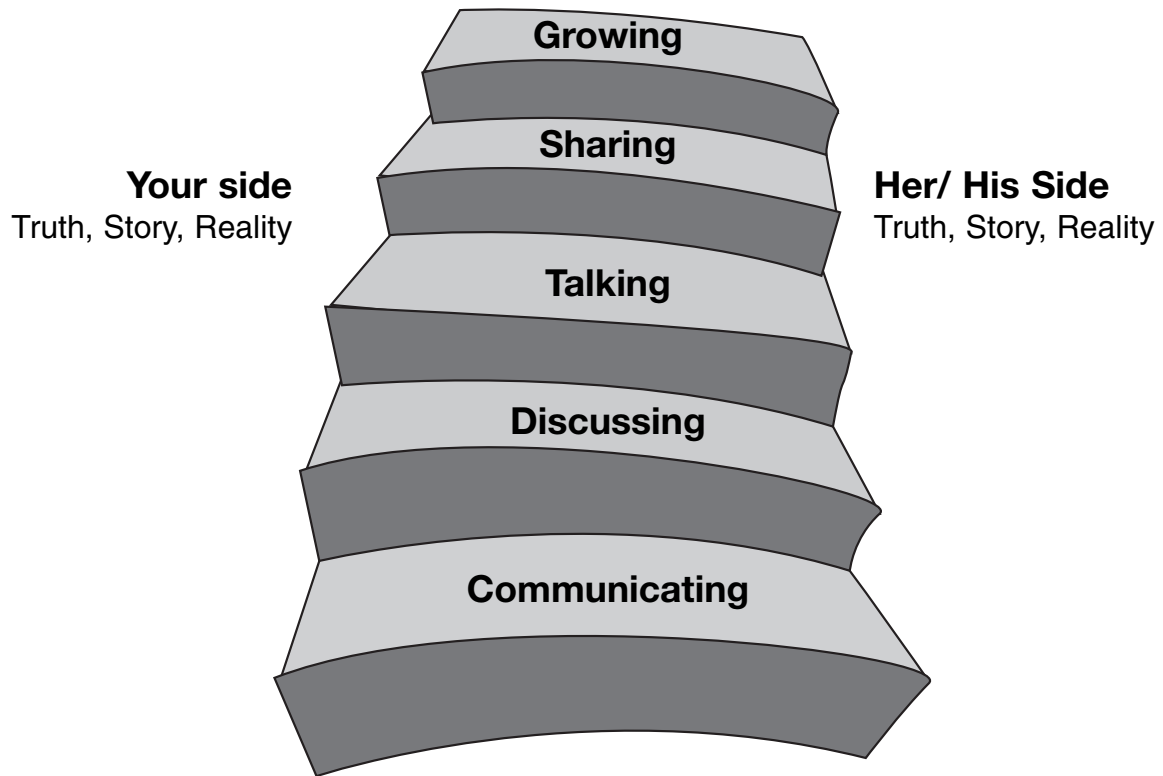 Growing
Sharing
Your side
Truth, Story, Reality
Her/ His Side
Truth, Story, Reality
Talking
Discussing
Communicating